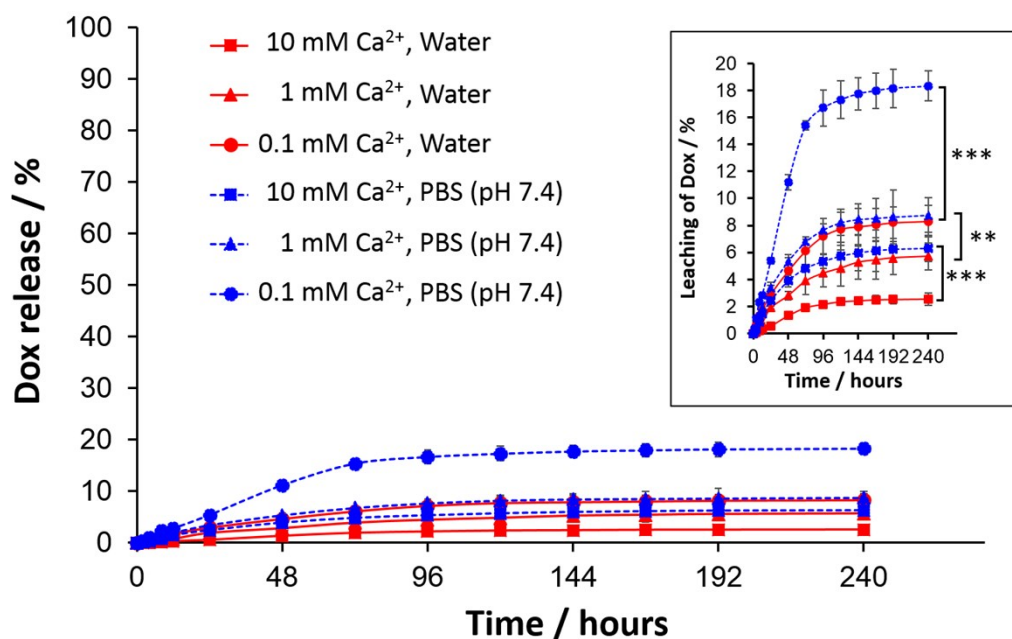 Dox release / %
100
90
80
70
60
50
40
30
20
10
0
0 48 96 144 192 240
Time / hours
10 mM Ca²⁺, Water
1 mM Ca²⁺, Water
0.1 mM Ca²⁺, Water
10 mM Ca²⁺, PBS (pH 7.4)
1 mM Ca²⁺, PBS (pH 7.4)
0.1 mM Ca²⁺, PBS (pH 7.4)
Leaching of Dox / %
20
18
16
14
12
10
8
6
4
2
0
0 48 96 144 192 240
Time / hours
***
**
***